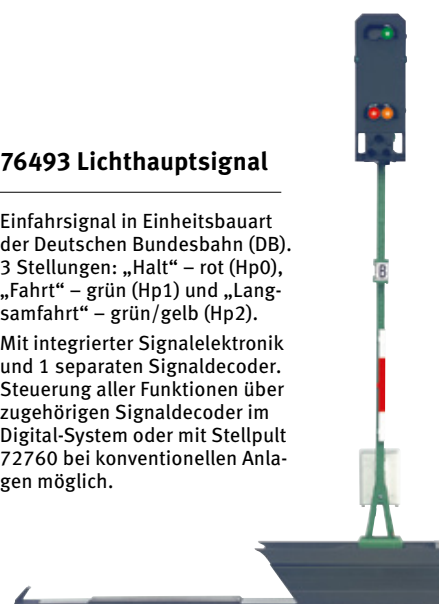 76493 Lichthauptsignal
Einfahrsignal in Einheitsbauart
der Deutschen Bundesbahn (DB).
3 Stellungen: „Halt“ – rot (Hp0),
„Fahrt“ – grün (Hp1) und „Lang-
samfahrt“ – grün/gelb (Hp2).
Mit integrierter Signalelektronik
und 1 separaten Signaldecoder.
Steuerung aller Funktionen über
zugehörigen Signaldecoder im
Digital-System oder mit Stellpult
72760 bei konventionellen Anla-
gen möglich.
B